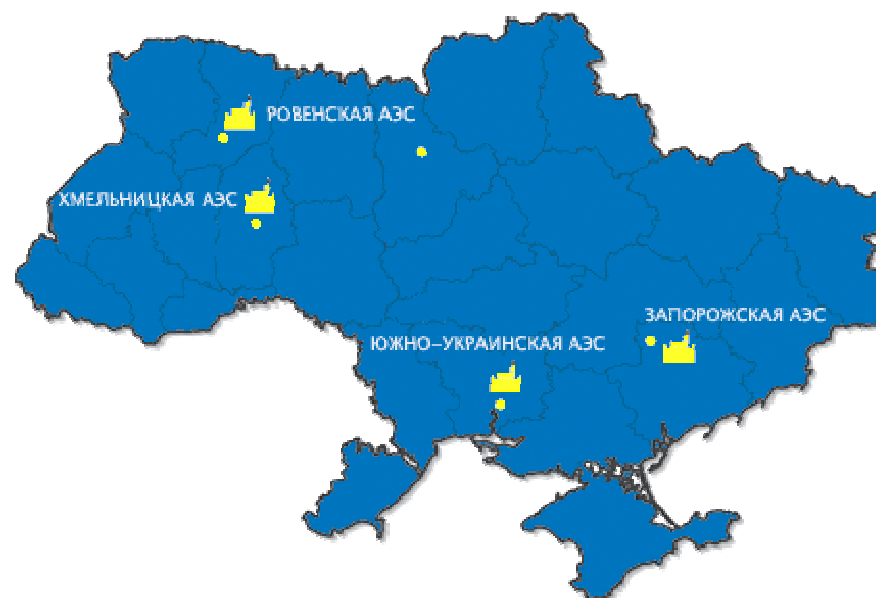 РОВЕНСКАЯ АЭС
ХМЕЛЬНИЦКАЯ АЭС
ЗАПОРОЖСКАЯ АЭС
ЮЖНО-УКРАИНСКАЯ АЭС